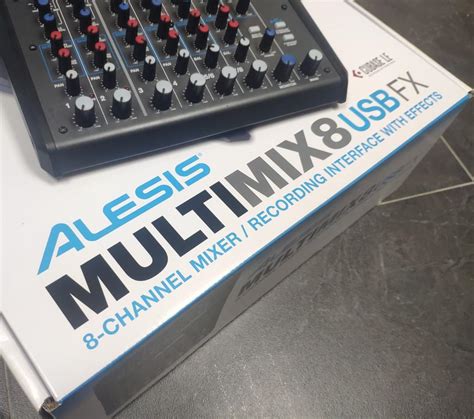 CUBASE LE
ALESIS®
MULTIMIX8USBFX
8-CHANNEL MIXER / RECORDING INTERFACE WITH EFFECTS